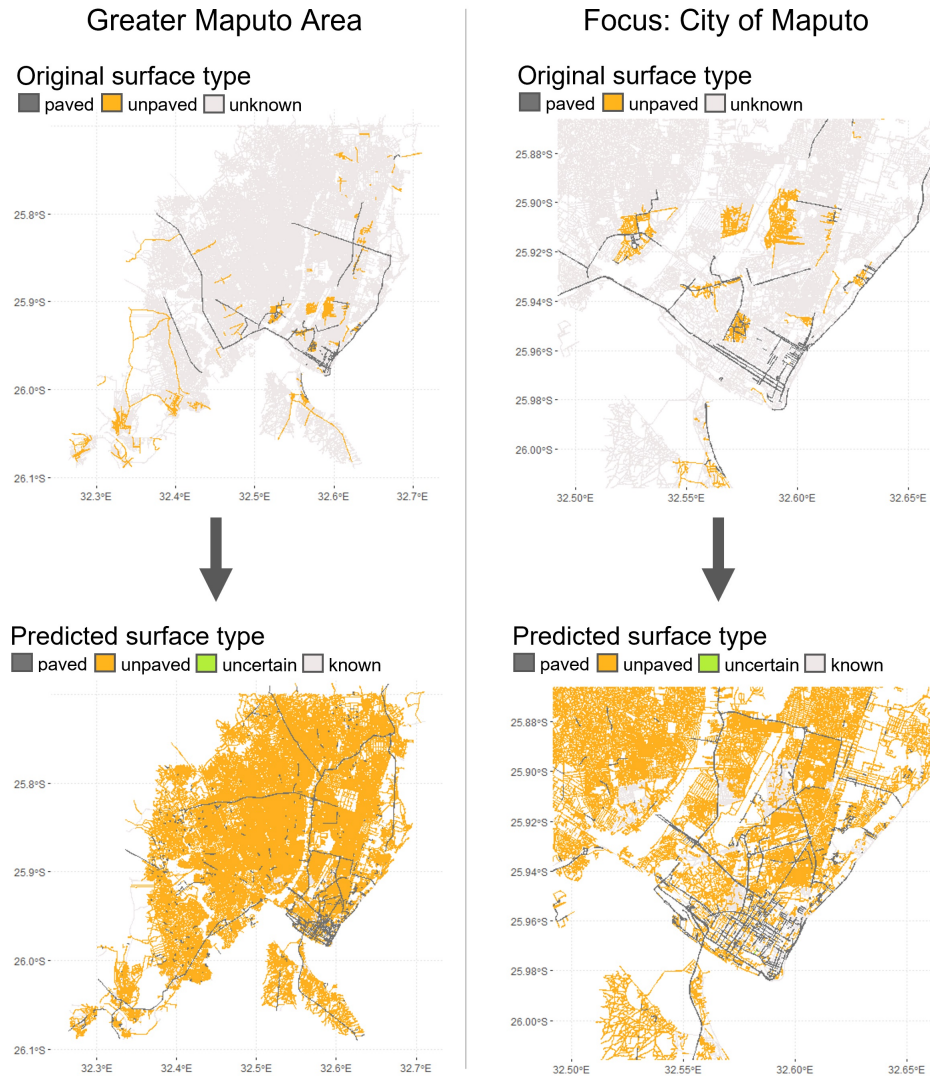 Greater Maputo Area
Original surface type
paved unpaved unknown
25.8°S
25.9°S
26.0°S
26.1°S
32.3°E 32.4°E 32.5°E 32.6°E 32.7°E
Predicted surface type
paved unpaved uncertain known
25.8°S
25.9°S
26.0°S
26.1°S
32.3°E 32.4°E 32.5°E 32.6°E 32.7°E
Focus: City of Maputo
Original surface type
paved unpaved unknown
25.88°S
25.90°S
25.92°S
25.94°S
25.96°S
25.98°S
26.00°S
32.50°E 32.55°E 32.60°E 32.65°E
Predicted surface type
paved unpaved uncertain known
25.88°S
25.90°S
25.92°S
25.94°S
25.96°S
25.98°S
26.00°S
32.50°E 32.55°E 32.60°E 32.65°E